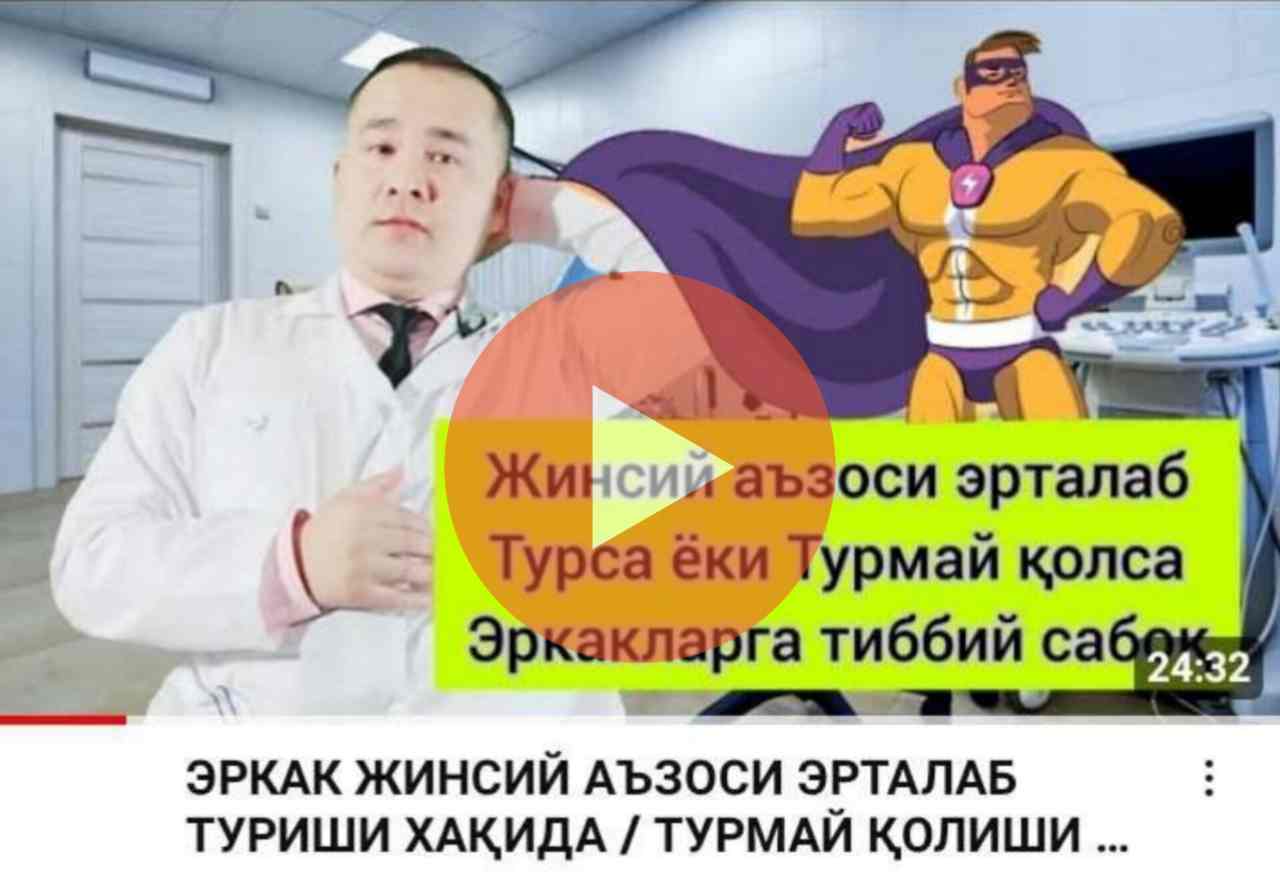 Жинсий аъзоси эрталаб
Турса ёки Турмай қолса
Эркакларга тиббий сабоқ
24:32
ЭРКАК ЖИНСИЙ АЪЗОСИ ЭРТАЛАБ
ТУРИШИ ХАҚИДА / ТУРМАЙ ҚОЛИШИ ...